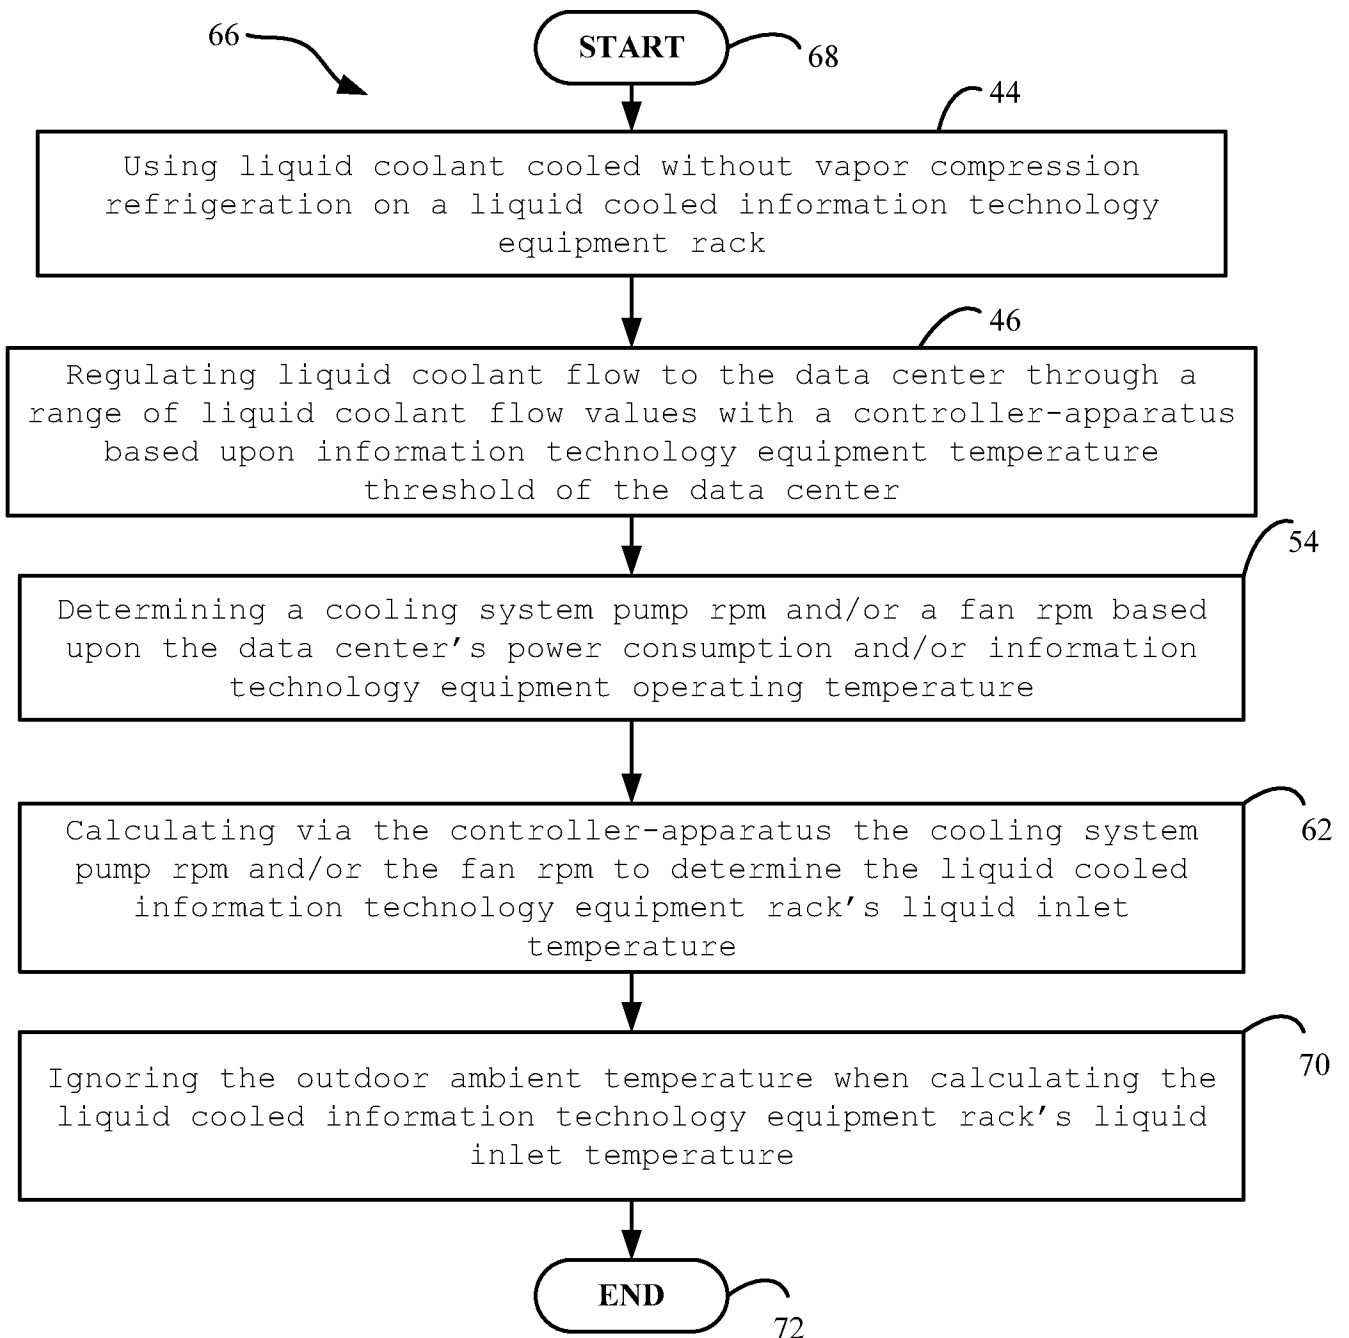 66
START
68
44
Using liquid coolant cooled without vapor compression
refrigeration on a liquid cooled information technology
equipment rack
46
Regulating liquid coolant flow to the data center through a
range of liquid coolant flow values with a controller-apparatus
based upon information technology equipment temperature
threshold of the data center
54
Determining a cooling system pump rpm and/or a fan rpm based
upon the data center’s power consumption and/or information
technology equipment operating temperature
62
Calculating via the controller-apparatus the cooling system
pump rpm and/or the fan rpm to determine the liquid cooled
information technology equipment rack’s liquid inlet
temperature
70
Ignoring the outdoor ambient temperature when calculating the
liquid cooled information technology equipment rack’s liquid
inlet temperature
END
72